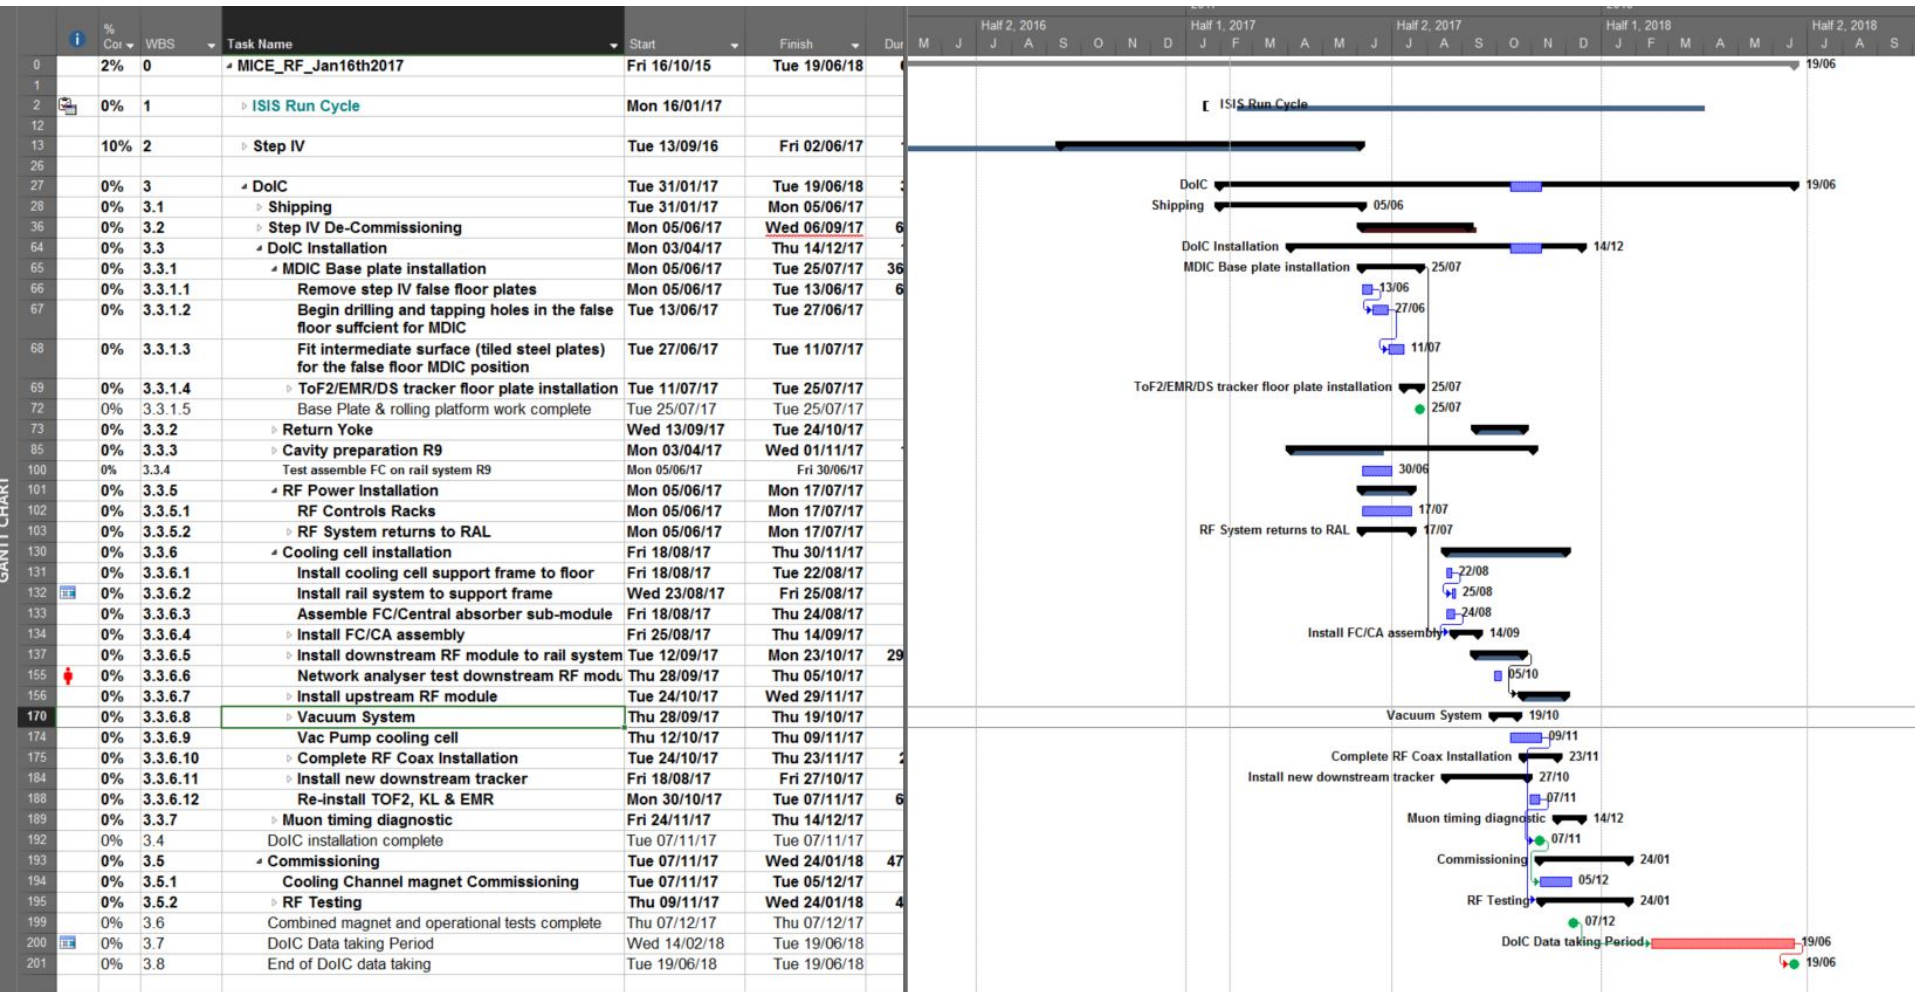 Half 2, 2016 Half 1, 2017 Half 2, 2017 Half 1, 2018 Half 2, 2018
% Cor WBS Task Name Start Finish Dur M J J A S O N D J F M A M J J A S O N D J F M A M J J A S
0 2% 0 MICE_RF_Jan16th2017 Fri 16/10/15 Tue 19/06/18 19/06
1
2 0% 1 ISIS Run Cycle Mon 16/01/17 ISIS Run Cycle
12
13 10% 2 Step IV Tue 13/09/16 Fri 02/06/17
26
27 0% 3 DoIC Tue 31/01/17 Tue 19/06/18 DoIC 19/06
28 0% 3.1 Shipping Tue 31/01/17 Mon 05/06/17 Shipping 05/06
36 0% 3.2 Step IV De-Commissioning Mon 05/06/17 Wed 06/09/17 6
64 0% 3.3 DoIC Installation Mon 03/04/17 Thu 14/12/17 DoIC Installation 14/12
65 0% 3.3.1 MDIC Base plate installation Mon 05/06/17 Tue 25/07/17 36 MDIC Base plate installation 25/07
66 0% 3.3.1.1 Remove step IV false floor plates Mon 05/06/17 Tue 13/06/17 6 13/06
67 0% 3.3.1.2 Begin drilling and tapping holes in the false Tue 13/06/17 Tue 27/06/17 27/06
floor suffcient for MDIC
68 0% 3.3.1.3 Fit intermediate surface (tiled steel plates) Tue 27/06/17 Tue 11/07/17 11/07
for the false floor MDIC position
69 0% 3.3.1.4 ToF2/EMR/DS tracker floor plate installation Tue 11/07/17 Tue 25/07/17 ToF2/EMR/DS tracker floor plate installation 25/07
72 0% 3.3.1.5 Base Plate & rolling platform work complete Tue 25/07/17 Tue 25/07/17 25/07
73 0% 3.3.2 Return Yoke Wed 13/09/17 Tue 24/10/17
85 0% 3.3.3 Cavity preparation R9 Mon 03/04/17 Wed 01/11/17
100 0% 3.3.4 Test assemble FC on rail system R9 Mon 05/06/17 Fri 30/06/17 30/06
101 0% 3.3.5 RF Power Installation Mon 05/06/17 Mon 17/07/17
102 0% 3.3.5.1 RF Controls Racks Mon 05/06/17 Mon 17/07/17 17/07
103 0% 3.3.5.2 RF System returns to RAL Mon 05/06/17 Mon 17/07/17 RF System returns to RAL 17/07
130 0% 3.3.6 Cooling cell installation Fri 18/08/17 Thu 30/11/17
131 0% 3.3.6.1 Install cooling cell support frame to floor Fri 18/08/17 Tue 22/08/17 22/08
132 0% 3.3.6.2 Install rail system to support frame Wed 23/08/17 Fri 25/08/17 25/08
133 0% 3.3.6.3 Assemble FC/Central absorber sub-module Fri 18/08/17 Thu 24/08/17 24/08
134 0% 3.3.6.4 Install FC/CA assembly Fri 25/08/17 Thu 14/09/17 Install FC/CA assembly 14/09
137 0% 3.3.6.5 Install downstream RF module to rail system Tue 12/09/17 Mon 23/10/17 29
155 0% 3.3.6.6 Network analyser test downstream RF modu Thu 28/09/17 Thu 05/10/17 05/10
156 0% 3.3.6.7 Install upstream RF module Tue 24/10/17 Wed 29/11/17
170 0% 3.3.6.8 Vacuum System Thu 28/09/17 Thu 19/10/17 Vacuum System 19/10
174 0% 3.3.6.9 Vac Pump cooling cell Thu 12/10/17 Thu 09/11/17 09/11
175 0% 3.3.6.10 Complete RF Coax Installation Tue 24/10/17 Thu 23/11/17 Complete RF Coax Installation 23/11
184 0% 3.3.6.11 Install new downstream tracker Fri 18/08/17 Fri 27/10/17 Install new downstream tracker 27/10
188 0% 3.3.6.12 Re-install TOF2, KL & EMR Mon 30/10/17 Tue 07/11/17 6 07/11
189 0% 3.3.7 Muon timing diagnostic Fri 24/11/17 Thu 14/12/17 Muon timing diagnostic 14/12
192 0% 3.4 DoIC installation complete Tue 07/11/17 Tue 07/11/17 07/11
193 0% 3.5 Commissioning Tue 07/11/17 Wed 24/01/18 47 Commissioning 24/01
194 0% 3.5.1 Cooling Channel magnet Commissioning Tue 07/11/17 Tue 05/12/17 05/12
195 0% 3.5.2 RF Testing Thu 09/11/17 Wed 24/01/18 4 RF Testing 24/01
199 0% 3.6 Combined magnet and operational tests complete Thu 07/12/17 Thu 07/12/17 07/12
200 0% 3.7 DoIC Data taking Period Wed 14/02/18 Tue 19/06/18 DoIC Data taking Period 19/06
201 0% 3.8 End of DoIC data taking Tue 19/06/18 Tue 19/06/18 19/06
GANTT CHART